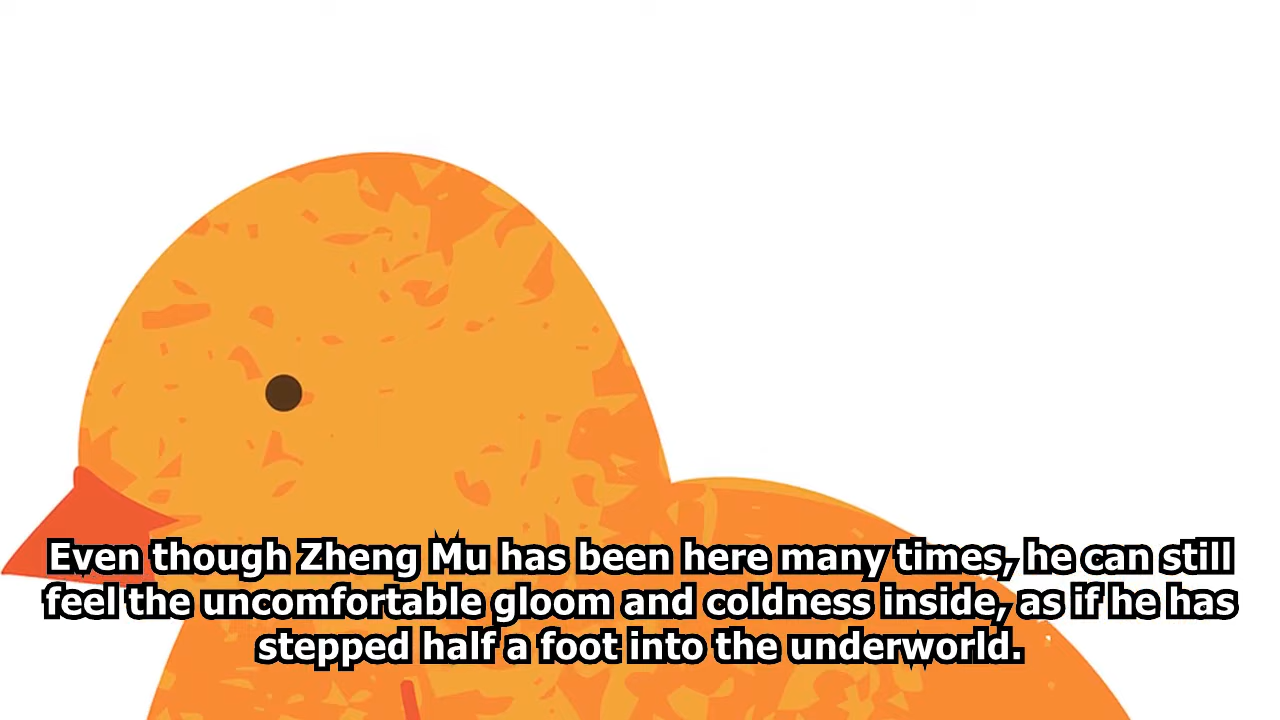 Even though Zheng Mu has been here many times, he can still
feel the uncomfortable gloom and coldness inside, as if he has
stepped half a foot into the underworld.